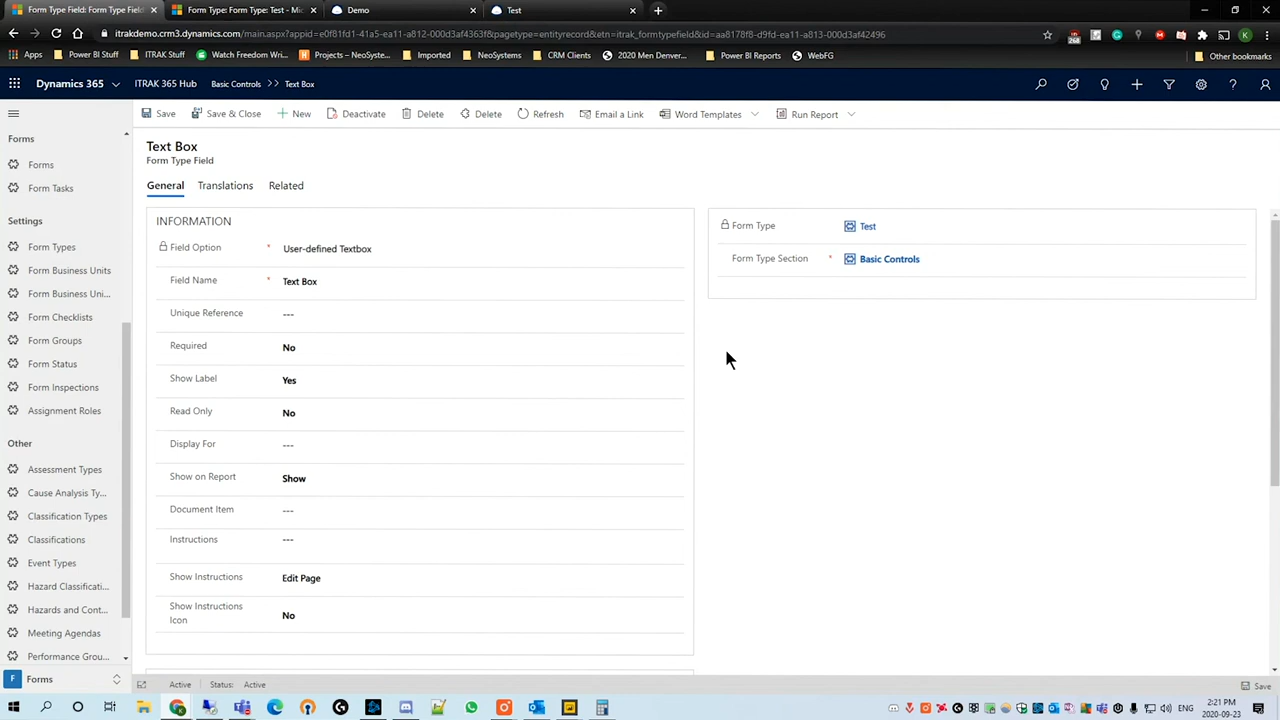 Form Type Field: Form Type Field:
Form Type: Form Type: Test - Mic
Demo
Test
itrakdemo.crm3.dynamics.com/main.aspx?appid=e0f81fd1-41a5-ea11-a812-000d3af4363f&pagetype=entityrecord&etn=itrak_formtypefield&id=aa8178f8-d9fd-ea11-a813-000d3af42496
Apps
Power BI Stuff
ITRAK Stuff
Watch Freedom Wri...
Projects – NeoSyste...
Imported
NeoSystems
CRM Clients
2020 Men Denver...
Power BI Reports
WebFG
Other bookmarks
Dynamics 365
ITRAK 365 Hub
Basic Controls >> Text Box
Save
Save & Close
New
Deactivate
Delete
Delete
Refresh
Email a Link
Word Templates
Run Report
Forms
Forms
Form Tasks
Settings
Form Types
Form Business Units
Form Business Uni...
Form Checklists
Form Groups
Form Status
Form Inspections
Assignment Roles
Other
Assessment Types
Cause Analysis Ty...
Classification Types
Classifications
Event Types
Hazard Classificati...
Hazards and Cont...
Meeting Agendas
Performance Grou...
F Forms
Text Box
Form Type Field
General Translations Related
INFORMATION
Field Option * User-defined Textbox
Field Name * Text Box
Unique Reference ---
Required No
Show Label Yes
Read Only No
Display For ---
Show on Report Show
Document Item ---
Instructions ---
Show Instructions Edit Page
Show Instructions
Icon No
Form Type Test
Form Type Section * Basic Controls
Active Status: Active
Save
ENG
2:21 PM
2020-09-23